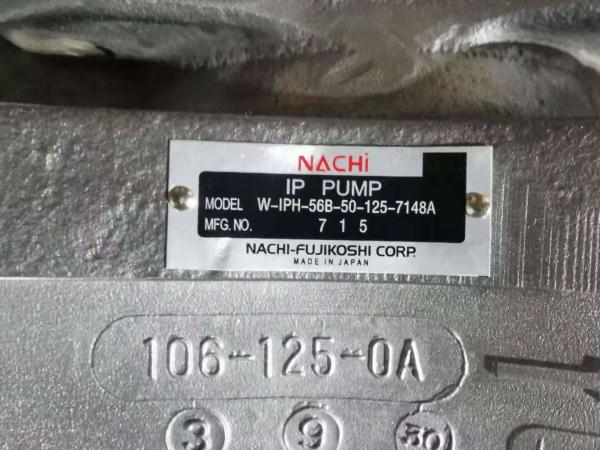 NACHi
IP PUMP
MODEL W-IPH-56B-50-125-7148A
MFG. NO. 7 1 5
NACHI-FUJIKOSHI CORP.
MADE IN JAPAN
106-125-0A
3 9 50